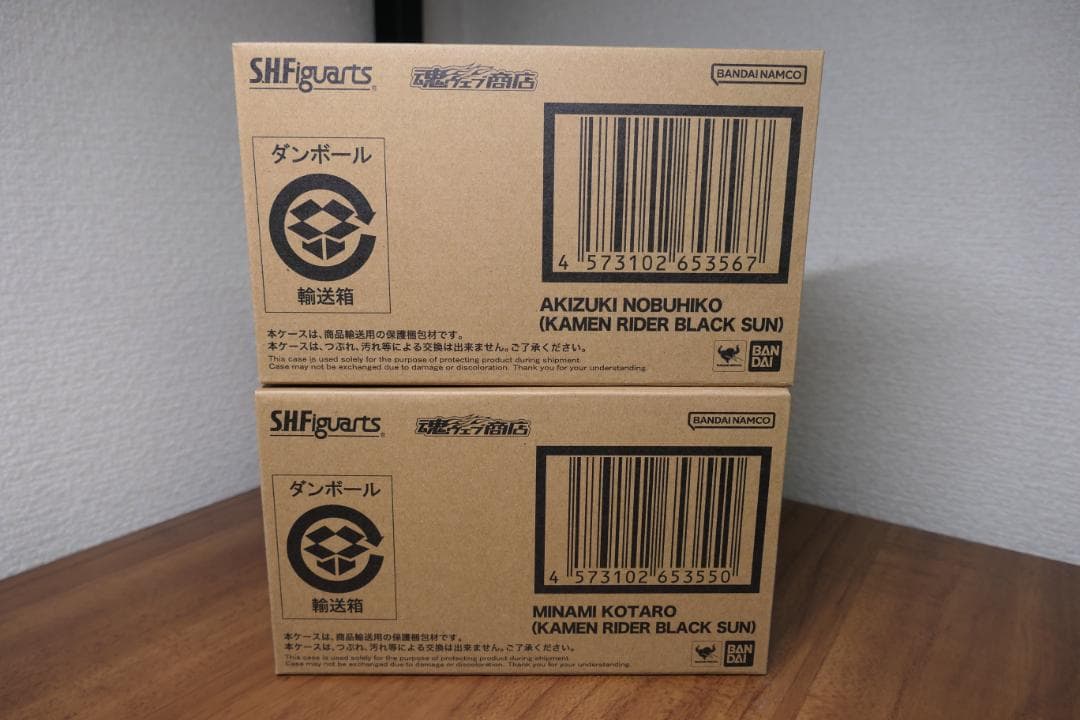 S.H.Figuarts
魂ウェブ商店
BANDAI NAMCO
ダンボール
輸送箱
4 573102 653567
AKIZUKI NOBUHIKO
(KAMEN RIDER BLACK SUN)
本ケースは、商品輸送用の保護梱包材です。
本ケースは、つぶれ、汚れ等による交換は出来ません。ご了承ください。
This case is used solely for the purpose of protecting product during shipment.
Case may not be exchanged due to damage or discoloration. Thank you for your understanding.
BAN
DAI
S.H.Figuarts
魂ウェブ商店
BANDAI NAMCO
ダンボール
輸送箱
4 573102 653550
MINAMI KOTARO
(KAMEN RIDER BLACK SUN)
本ケースは、商品輸送用の保護梱包材です。
本ケースは、つぶれ、汚れ等による交換は出来ません。ご了承ください。
This case is used solely for the purpose of protecting product during shipment.
Case may not be exchanged due to damage or discoloration. Thank you for your understanding.
BAN
DAI